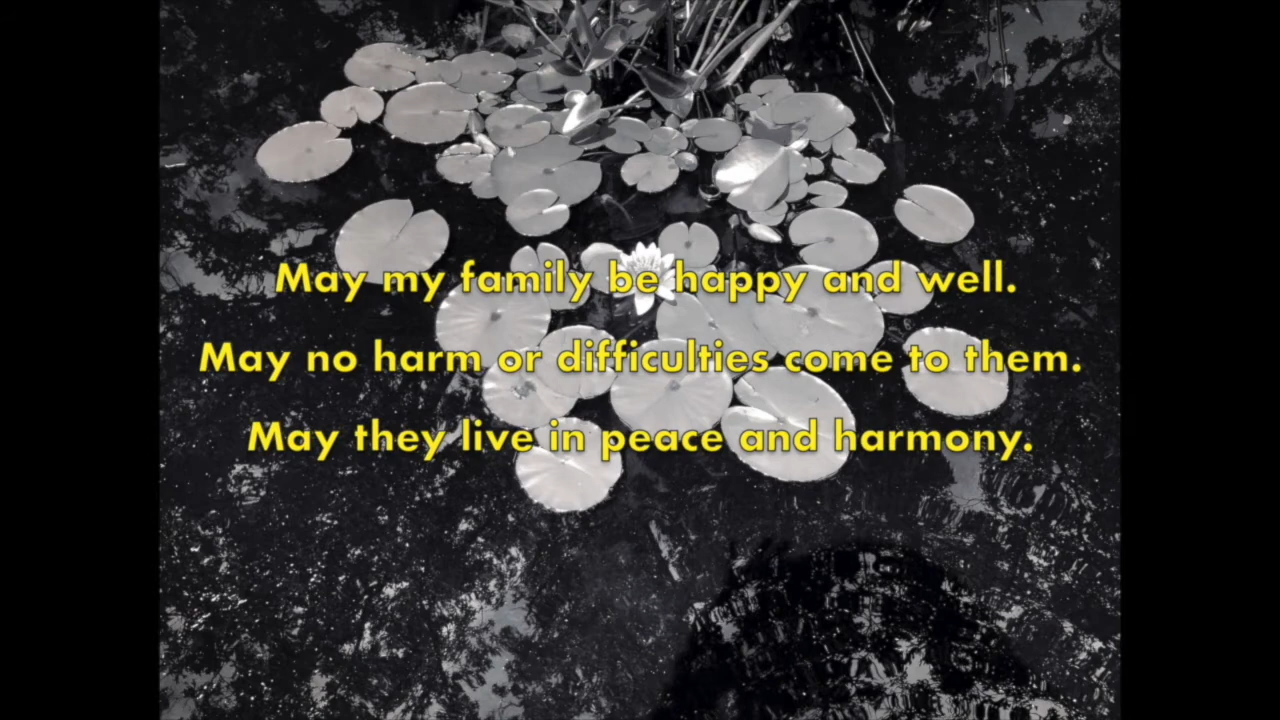 May my family be happy and well.
May no harm or difficulties come to them.
May they live in peace and harmony.